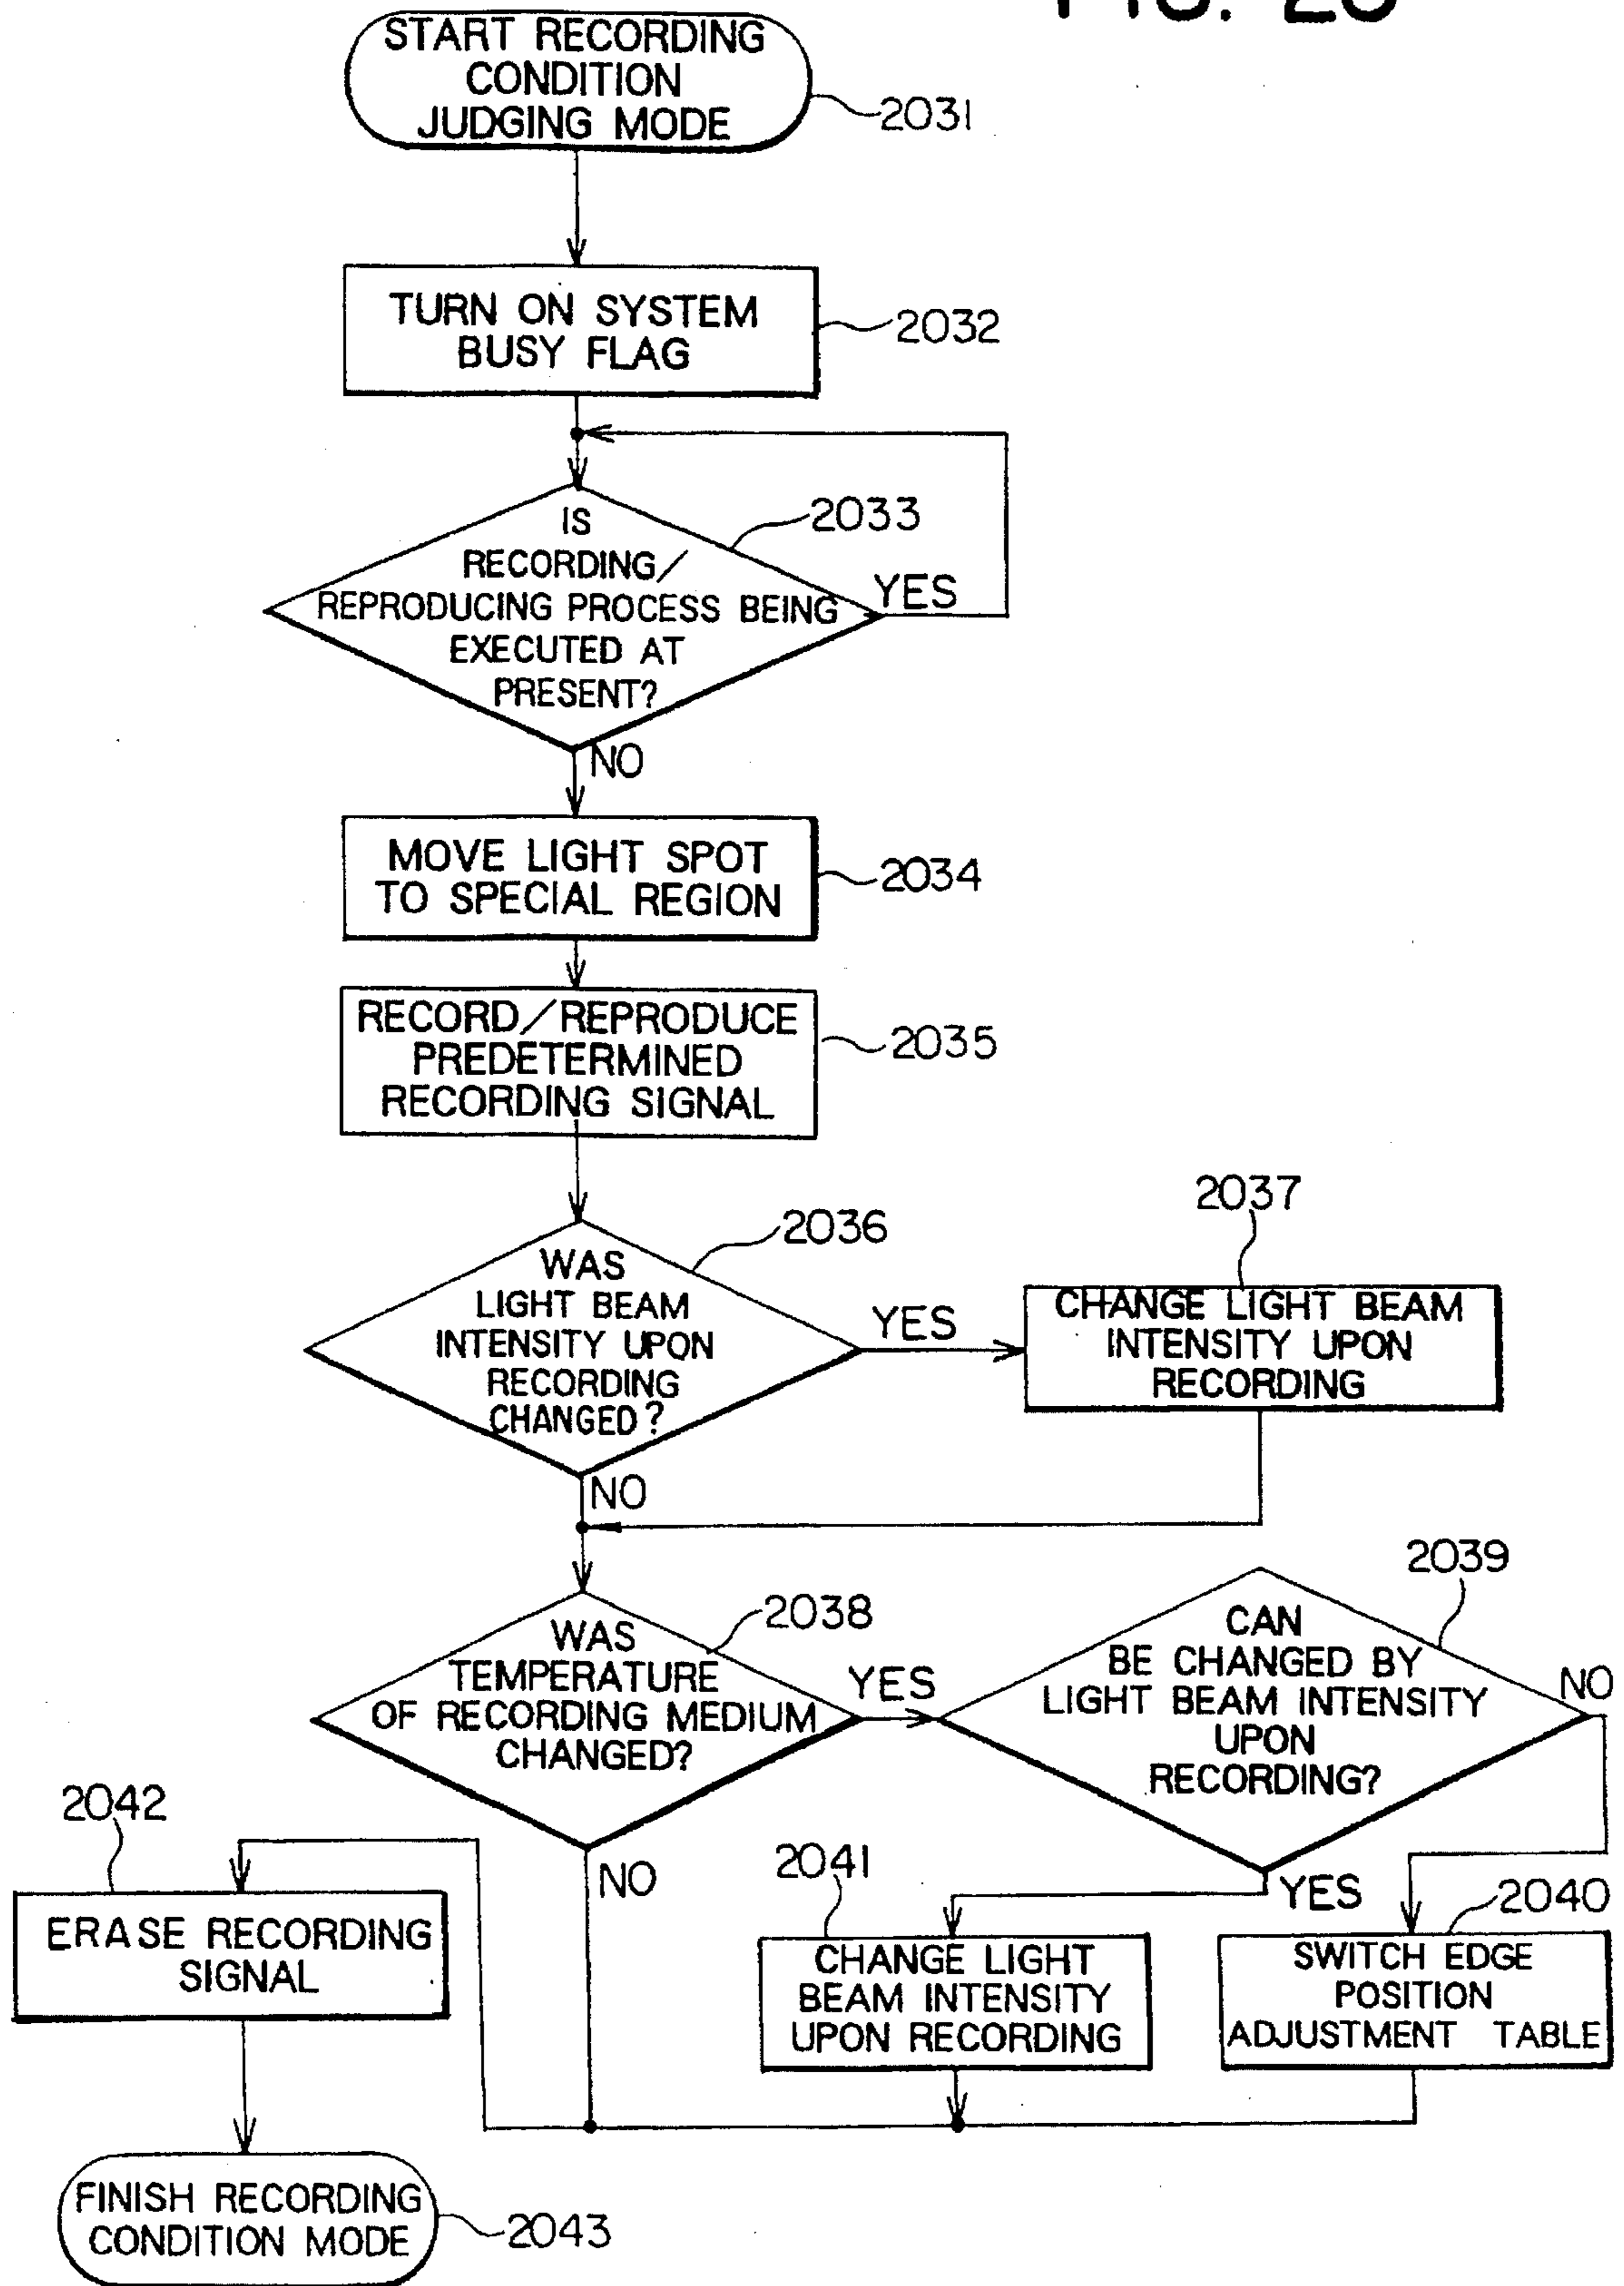 START RECORDING
CONDITION
JUDGING MODE
2031
TURN ON SYSTEM
BUSY FLAG
2032
IS
RECORDING/
REPRODUCING PROCESS BEING
EXECUTED AT
PRESENT?
2033
YES
NO
MOVE LIGHT SPOT
TO SPECIAL REGION
2034
RECORD/REPRODUCE
PREDETERMINED
RECORDING SIGNAL
2035
WAS
LIGHT BEAM
INTENSITY UPON
RECORDING
CHANGED?
2036
YES
NO
2037
CHANGE LIGHT BEAM
INTENSITY UPON
RECORDING
WAS
TEMPERATURE
OF RECORDING MEDIUM
CHANGED?
2038
YES
NO
2039
CAN
BE CHANGED BY
LIGHT BEAM INTENSITY
UPON
RECORDING?
NO
YES
2040
SWITCH EDGE
POSITION
ADJUSTMENT TABLE
2041
CHANGE LIGHT
BEAM INTENSITY
UPON RECORDING
2042
ERASE RECORDING
SIGNAL
FINISH RECORDING
CONDITION MODE
2043